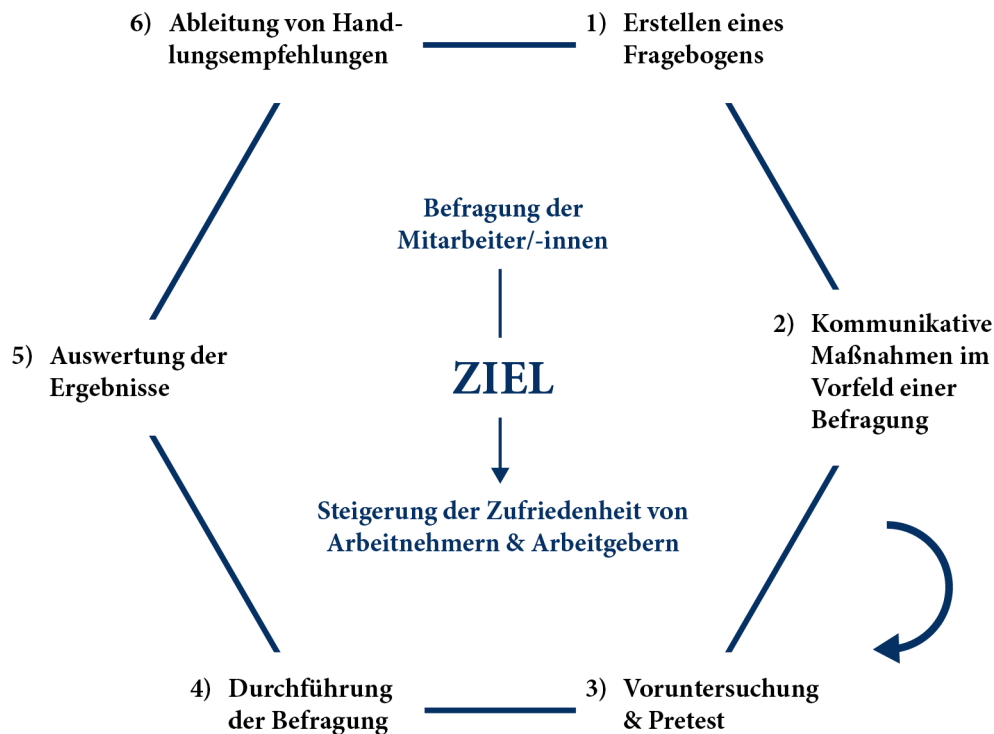 6) Ableitung von Hand-
lungsempfehlungen
1) Erstellen eines
Fragebogens
Befragung der
Mitarbeiter/-innen
2) Kommunikative
Maßnahmen im
Vorfeld einer
Befragung
5) Auswertung der
Ergebnisse
ZIEL
Steigerung der Zufriedenheit von
Arbeitnehmern & Arbeitgebern
4) Durchführung
der Befragung
3) Voruntersuchung
& Pretest